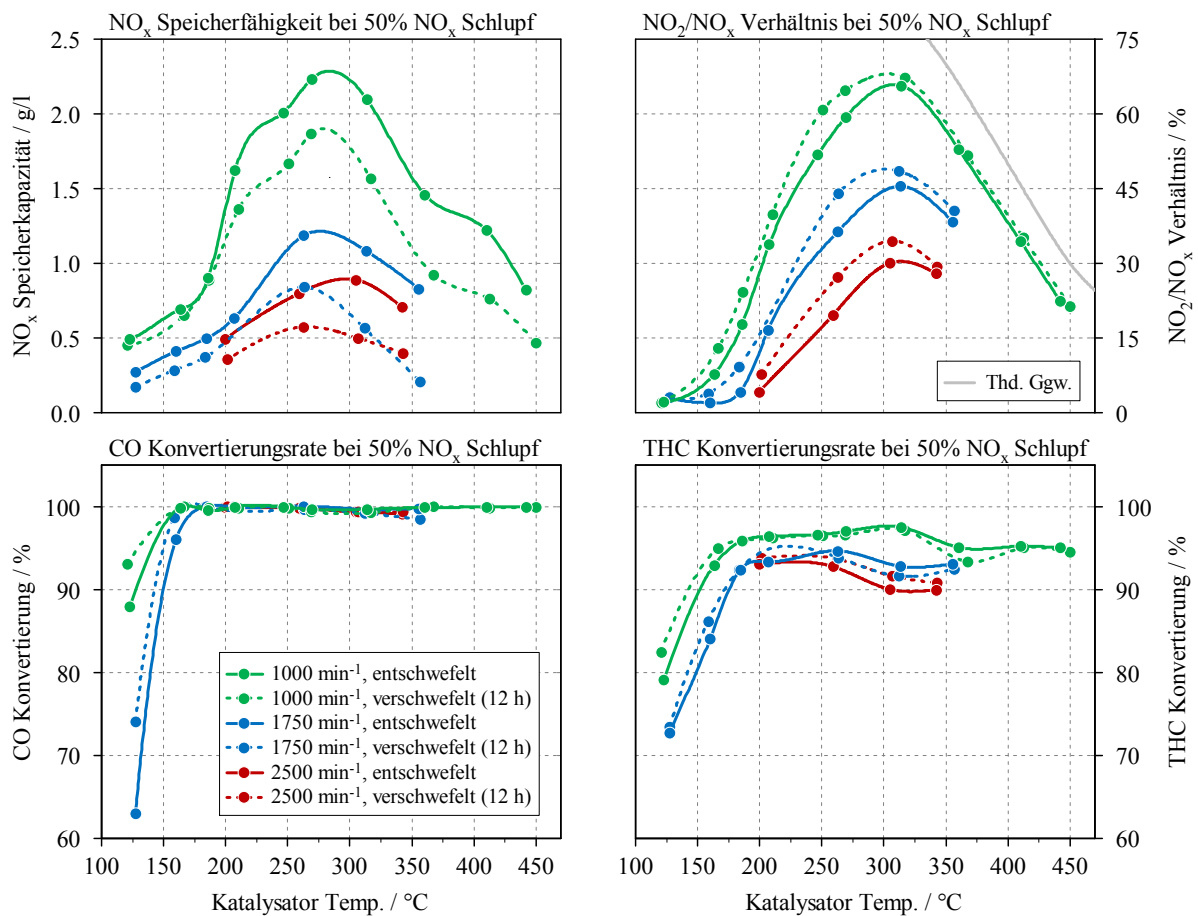 NOx Speicherfähigkeit bei 50% NOx Schlupf
2.5
2.0
1.5
1.0
0.5
0.0
NOx Speicherkapazität / g/l
NO2/NOx Verhältnis bei 50% NOx Schlupf
75
60
45
30
15
0
NO2/NOx Verhältnis / %
Thd. Ggw.
CO Konvertierungsrate bei 50% NOx Schlupf
100
90
80
70
60
CO Konvertierung / %
1000 min-1, entschwefelt
1000 min-1, verschwefelt (12 h)
1750 min-1, entschwefelt
1750 min-1, verschwefelt (12 h)
2500 min-1, entschwefelt
2500 min-1, verschwefelt (12 h)
100 150 200 250 300 350 400 450
Katalysator Temp. / °C
THC Konvertierungsrate bei 50% NOx Schlupf
100
90
80
70
60
THC Konvertierung / %
100 150 200 250 300 350 400 450
Katalysator Temp. / °C